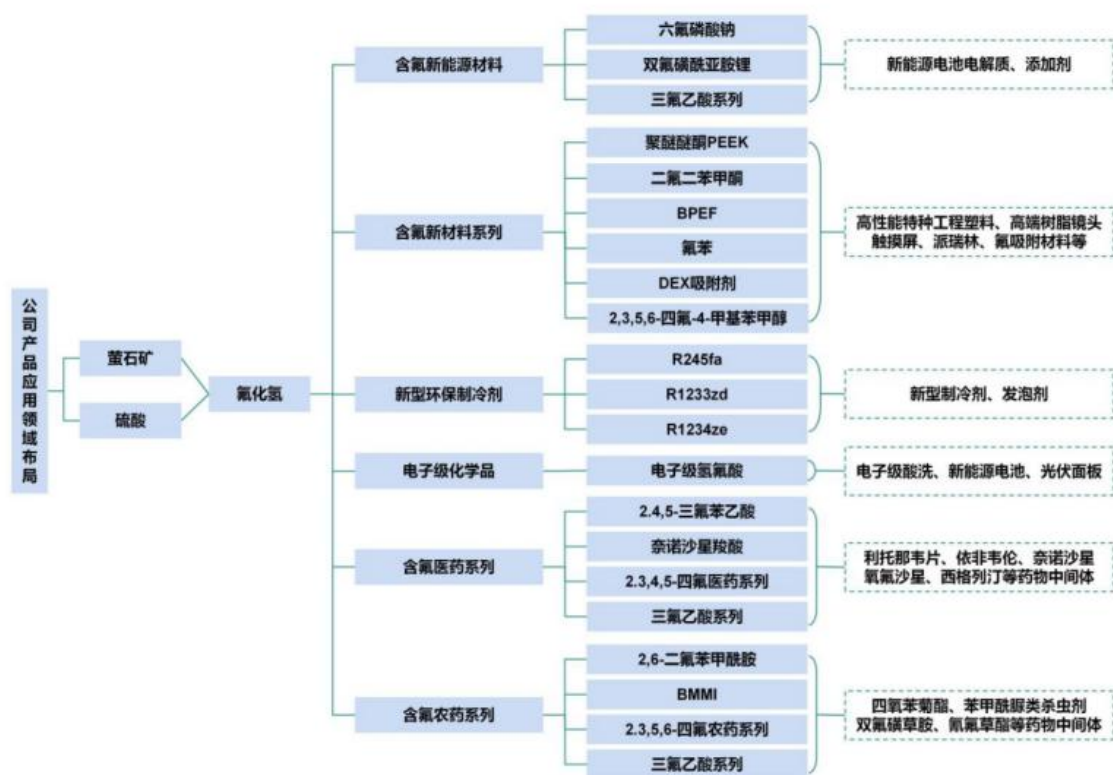 公司产品应用领域布局
萤石矿
硫酸
氟化氢
含氟新能源材料
六氟磷酸钠
双氟磺酰亚胺锂
三氟乙酸系列
新能源电池电解质、添加剂
含氟新材料系列
聚醚醚酮PEEK
二氟二苯甲酮
BPEF
氟苯
DEX吸附剂
2,3,5,6-四氟-4-甲基苯甲醇
高性能特种工程塑料、高端树脂镜头
触摸屏、派瑞林、氟吸附材料等
新型环保制冷剂
R245fa
R1233zd
R1234ze
新型制冷剂、发泡剂
电子级化学品
电子级氢氟酸
电子级酸洗、新能源电池、光伏面板
含氟医药系列
2.4,5-三氟苯乙酸
奈诺沙星羧酸
2.3,4,5-四氟医药系列
三氟乙酸系列
利托那韦片、依非韦伦、奈诺沙星
氧氟沙星、西格列汀等药物中间体
含氟农药系列
2,6-二氟苯甲酰胺
BMMI
2.3,5,6-四氟农药系列
三氟乙酸系列
四氧苯菊酯、苯甲酰脲类杀虫剂
双氟磺草胺、氰氟草酯等药物中间体